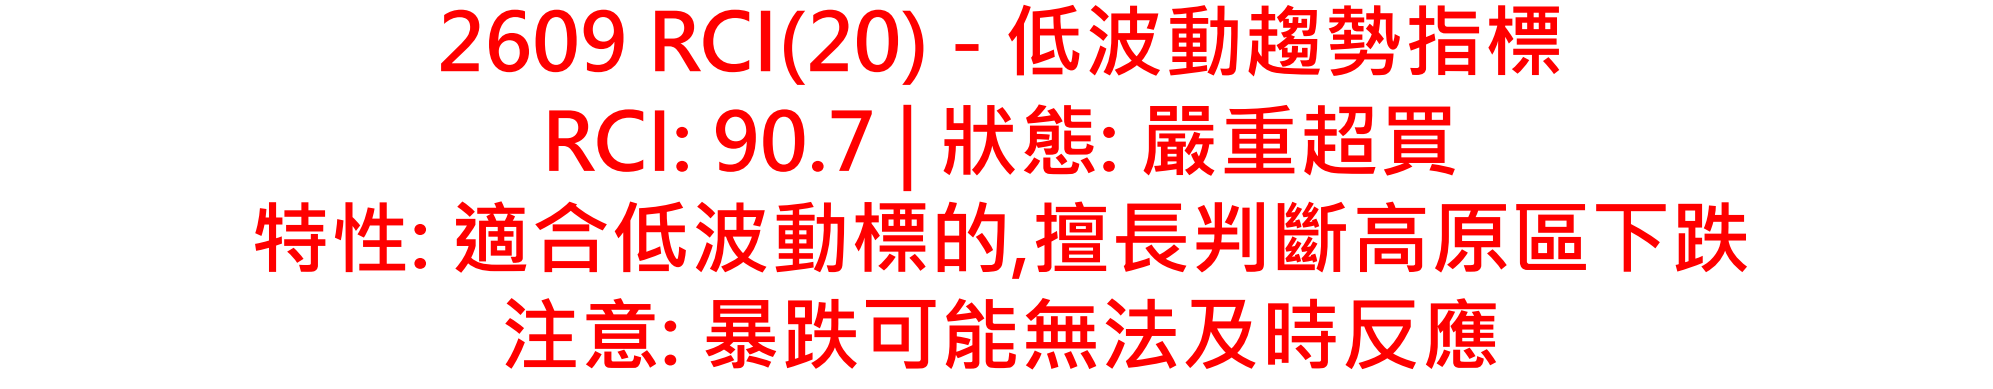 2609 RCI(20) - 低波動趨勢指標
RCI: 90.7 | 狀態: 嚴重超買
特性: 適合低波動標的,擅長判斷高原區下跌
注意: 暴跌可能無法及時反應